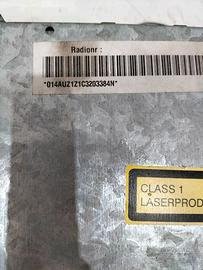 Radionr :
*014AUZ1Z1C3203384N*
CLASS 1
LASERPROD